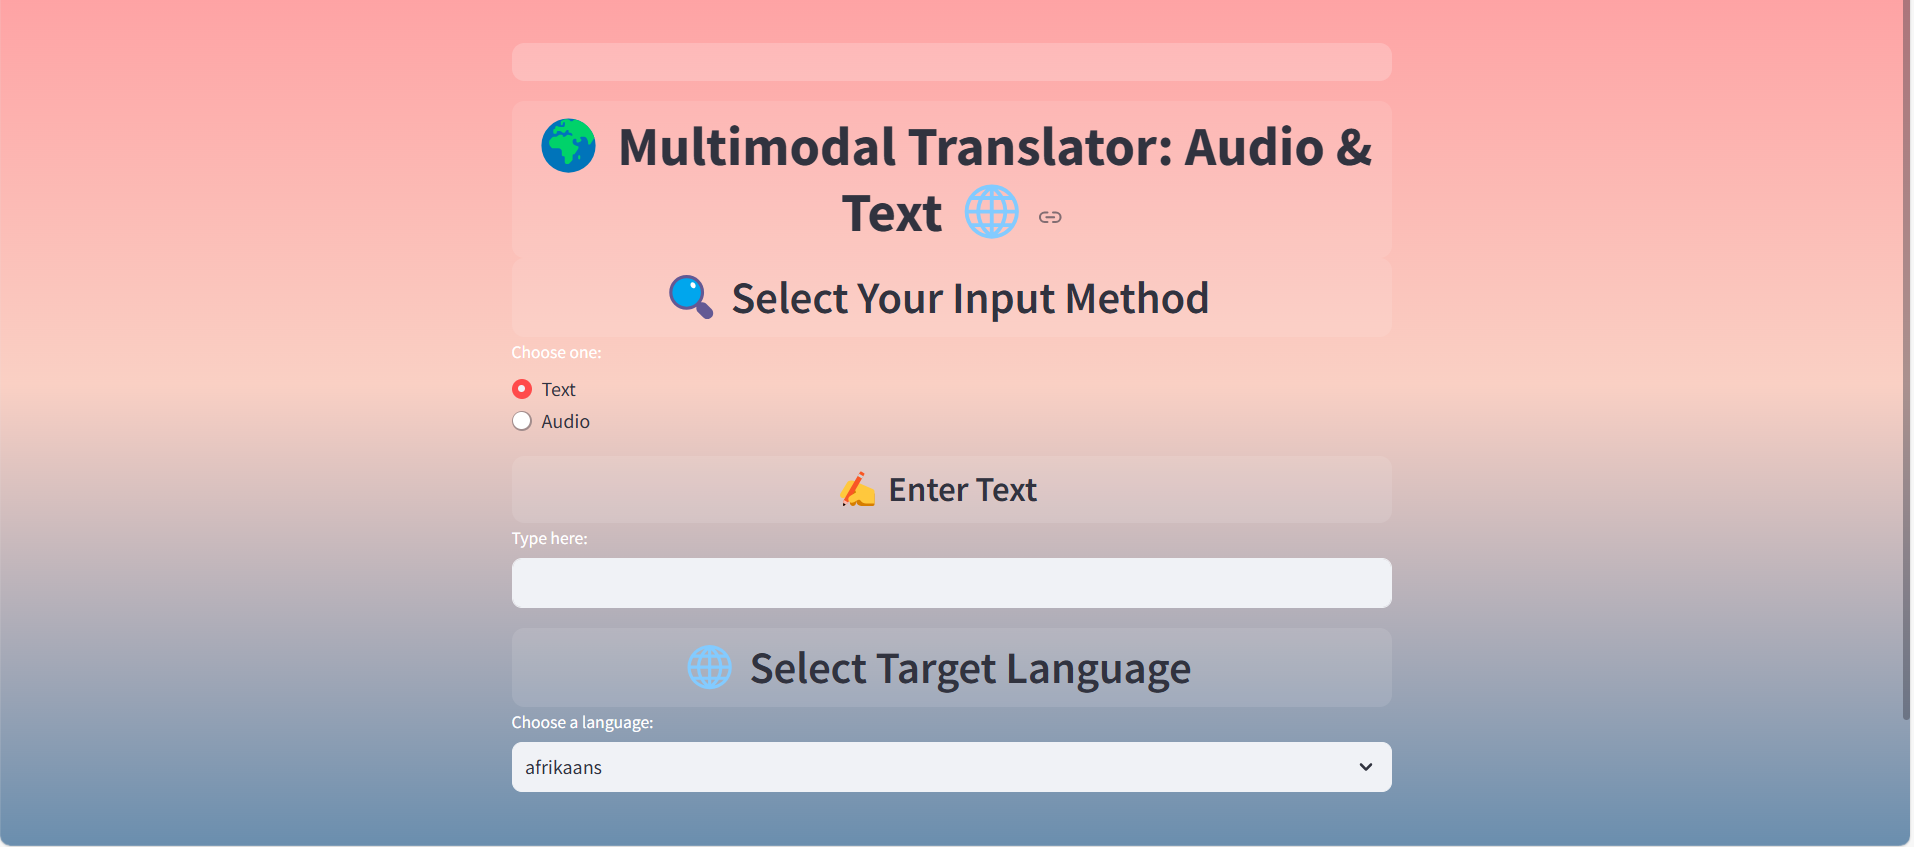 🌍 Multimodal Translator: Audio &
Text 🌐
🔍 Select Your Input Method
Choose one:
Text
Audio
✍️ Enter Text
Type here:
🌐 Select Target Language
Choose a language:
afrikaans